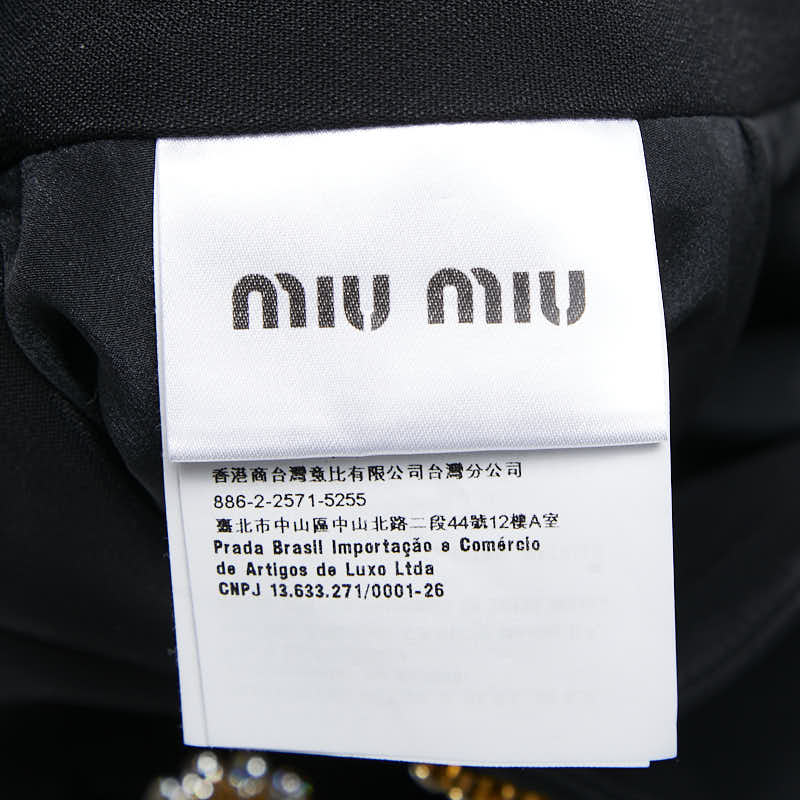 miu miu
香港商台灣意比有限公司台灣分公司
886-2-2571-5255
臺北市中山區中山北路二段44號12樓A室
Prada Brasil Importação e Comércio
de Artigos de Luxo Ltda
CNPJ 13.633.271/0001-26